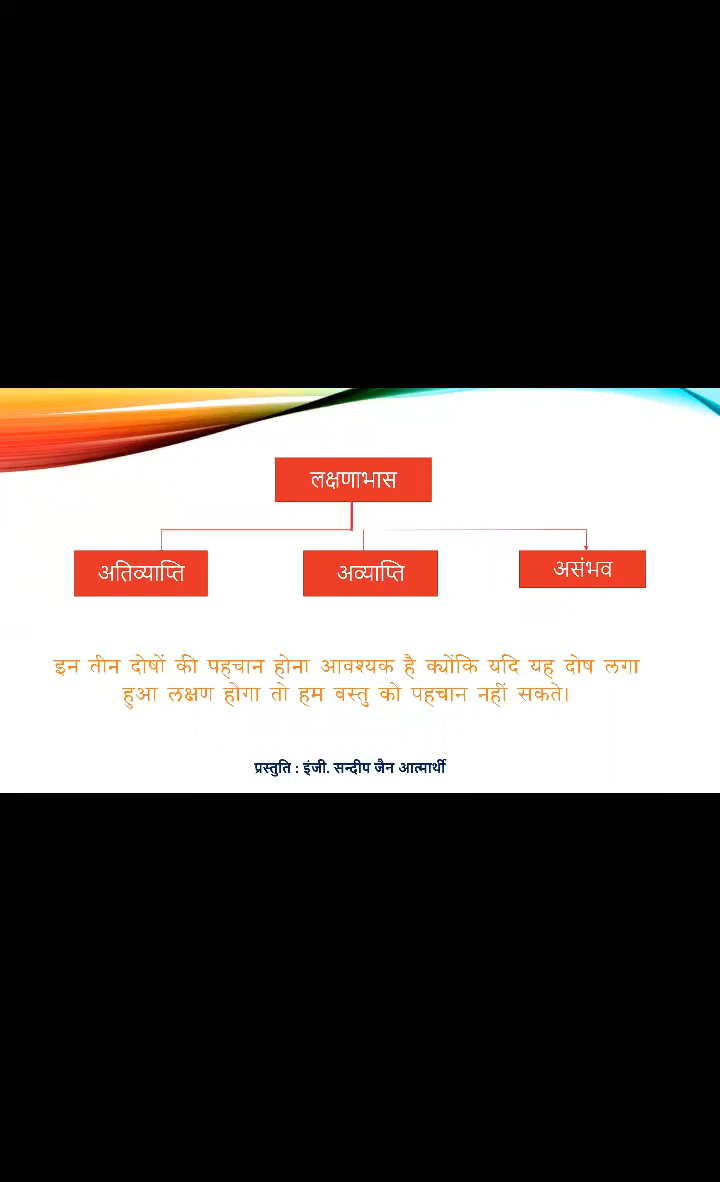 लक्षणाभास
अतिव्याप्ति
अव्याप्ति
असंभव
इन तीन दोषों की पहचान होना आवश्यक है क्योंकि यदि यह दोष लगा
हुआ लक्षण होगा तो हम वस्तु को पहचान नहीं सकते।
प्रस्तुति : इंजी. सन्दीप जैन आत्मार्थी